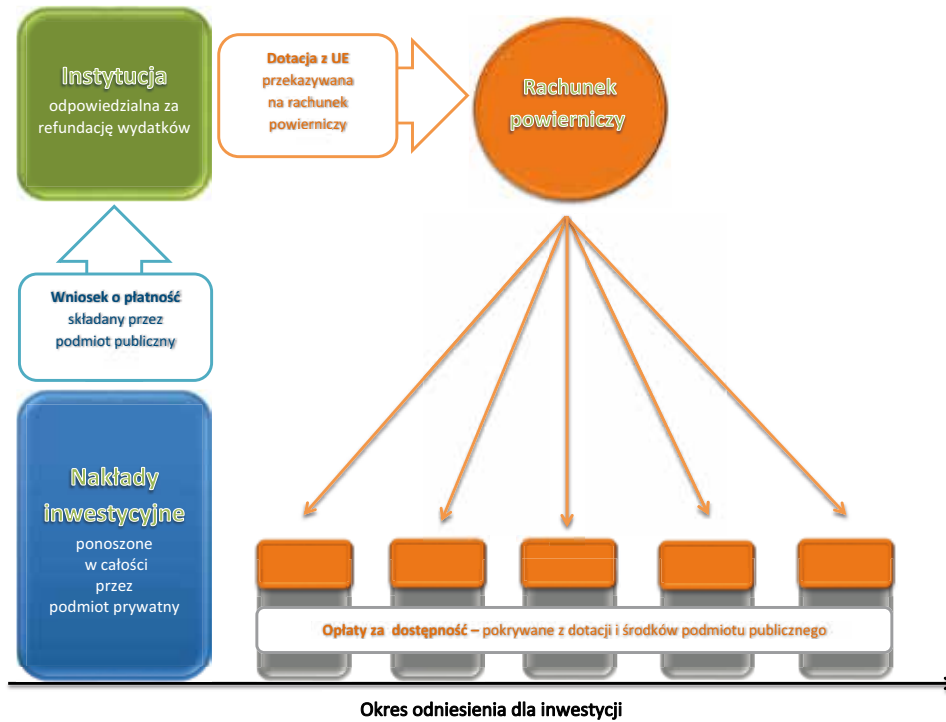 Instytucja
odpowiedzialna za
refundację wydatków
Dotacja z UE
przekazywana
na rachunek
powierniczy
Rachunek
powierniczy
Wniosek o płatność
składany przez
podmiot publiczny
Nakłady
inwestycyjne
ponoszone
w całości
przez
podmiot prywatny
Opłaty za dostępność – pokrywane z dotacji i środków podmiotu publicznego
Okres odniesienia dla inwestycji